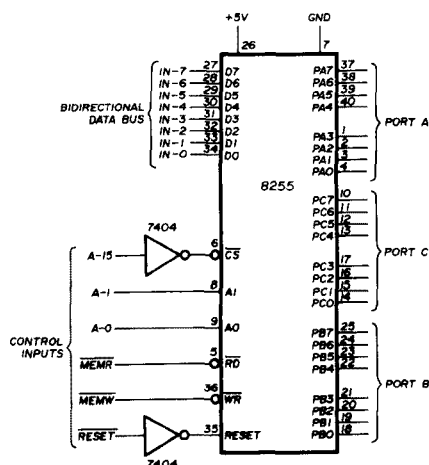 +5V
GND
26
7
IN-7 27 D7
IN-6 28 D6
IN-5 29 D5
IN-4 30 D4
IN-3 31 D3
IN-2 32 D2
IN-1 33 D1
IN-0 34 D0
BIDIRECTIONAL
DATA BUS
PA7 37
PA6 38
PA5 39
PA4 40
PA3 1
PA2 2
PA1 3
PA0 4
PORT A
8255
PC7 10
PC6 11
PC5 12
PC4 13
PC3 17
PC2 16
PC1 15
PC0 14
PORT C
7404
A-15 6 CS
A-1 8 A1
A-0 9 A0
MEMR 5 RD
MEMW 36 WR
RESET 35 RESET
7404
CONTROL
INPUTS
PB7 25
PB6 24
PB5 23
PB4 22
PB3 21
PB2 20
PB1 19
PB0 18
PORT B